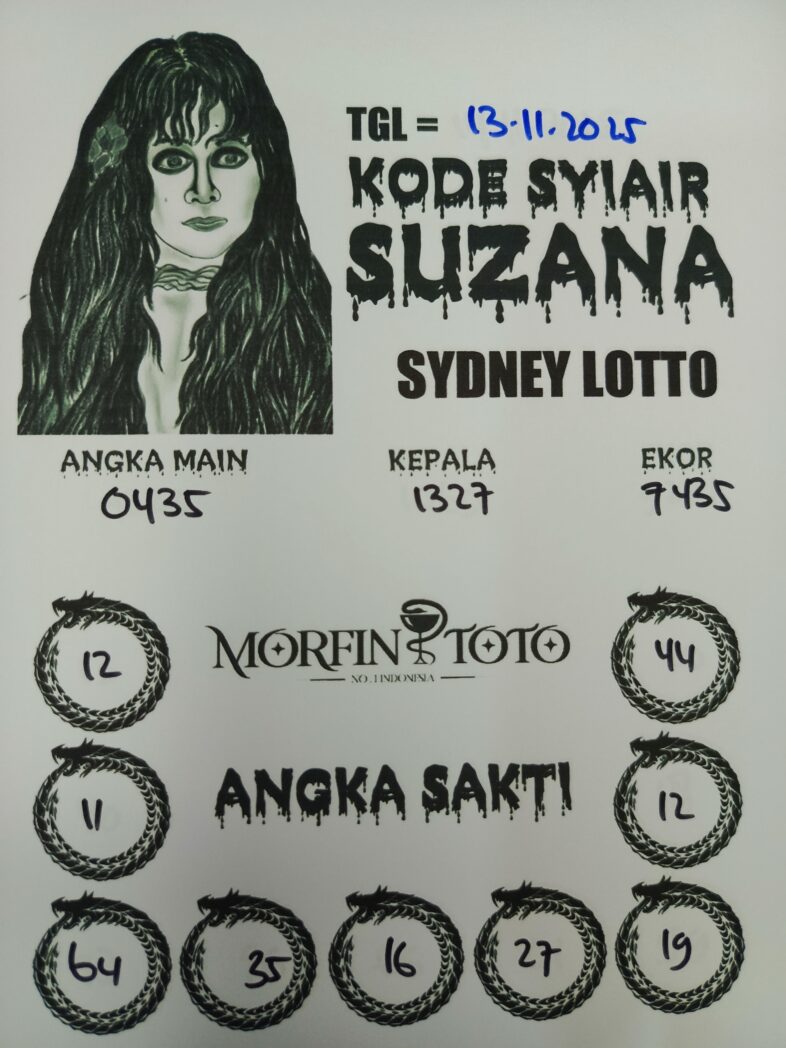 TGL = 13.11.2025
KODE SYIAIR
SUZANA
SYDNEY LOTTO
ANGKA MAIN KEPALA EKOR
0435 1327 7435
12 MORFIN TOTO 44
NO.1 INDONESIA
11 ANGKA SAKTI 12
64 35 16 27 19